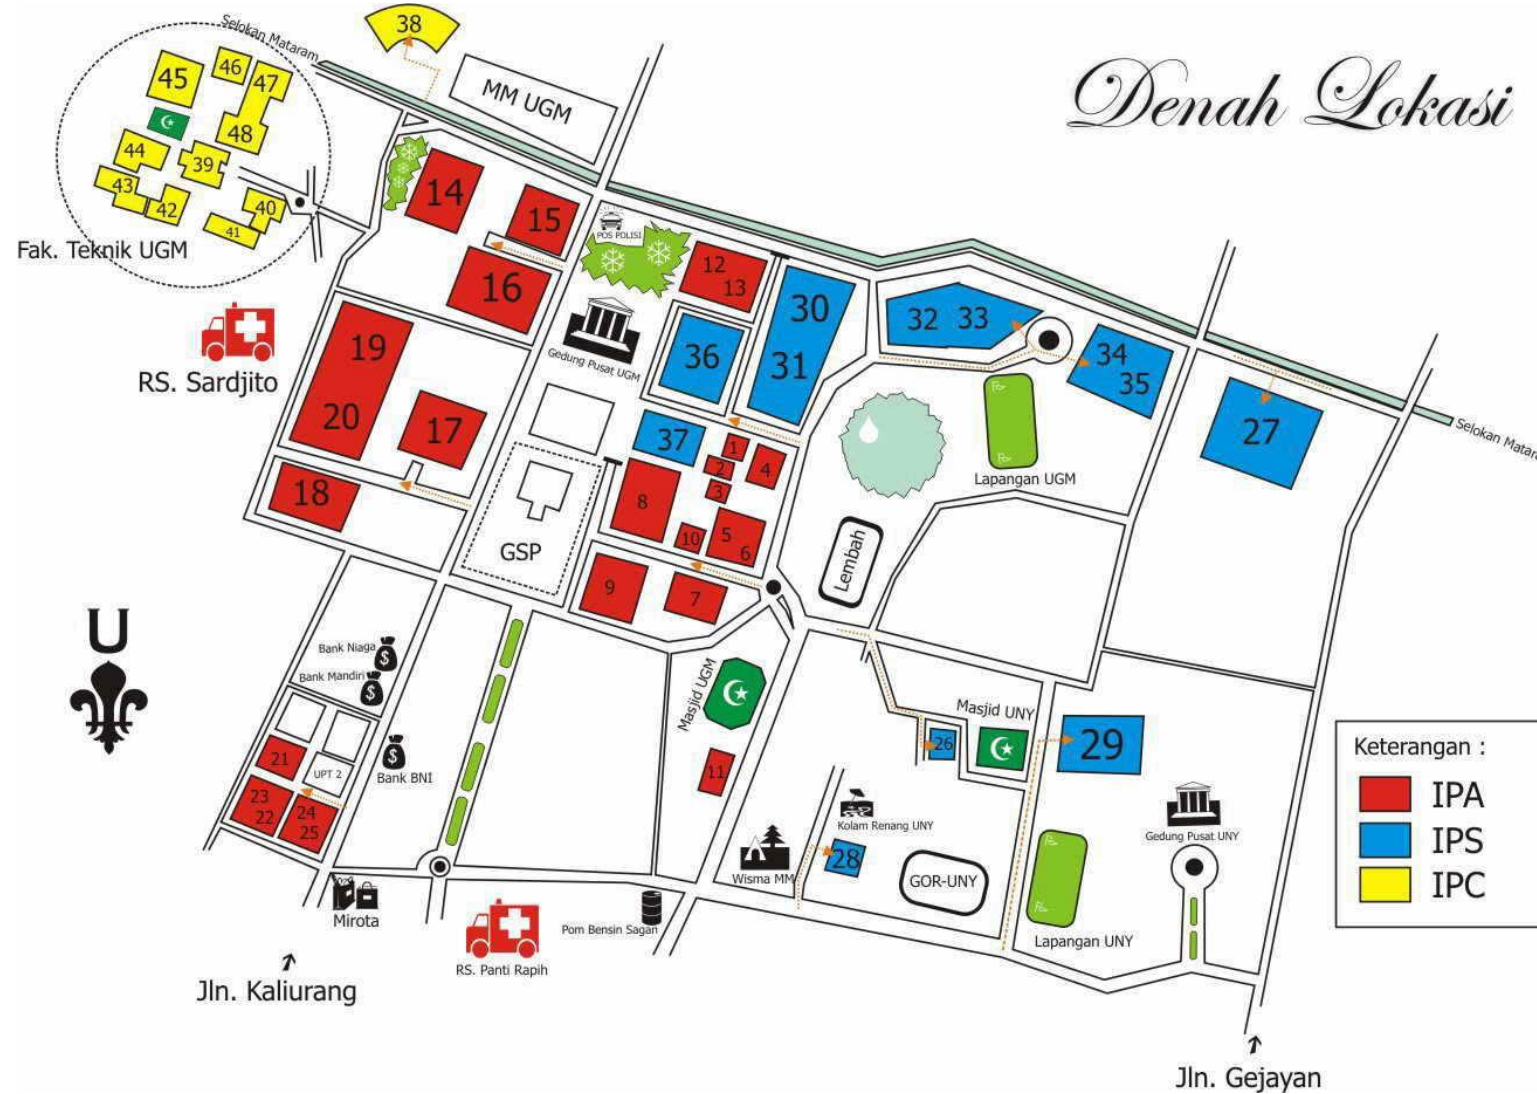 Denah Lokasi
Selokan Mataram
38
MM UGM
45
46
47
48
44
39
43
42
40
41
Fak. Teknik UGM
14
15
16
POS POLISI
12
13
30
31
32
33
34
35
27
Selokan Matara
RS. Sardjito
19
20
17
18
Gedung Pusat UGM
36
37
1
2
3
4
8
5
6
10
9
7
GSP
Lapangan UGM
Lembah
U
Bank Niaga
Bank Mandiri
Bank BNI
21
UPT 2
23
22
24
25
Masjid UGM
11
Masjid UNY
26
29
Kolam Renang UNY
28
Wisma MM
GOR-UNY
Gedung Pusat UNY
Lapangan UNY
Mirota
RS. Panti Rapih
Pom Bensin Sagan
Jln. Kaliurang
Jln. Gejayan
Keterangan :
IPA
IPS
IPC